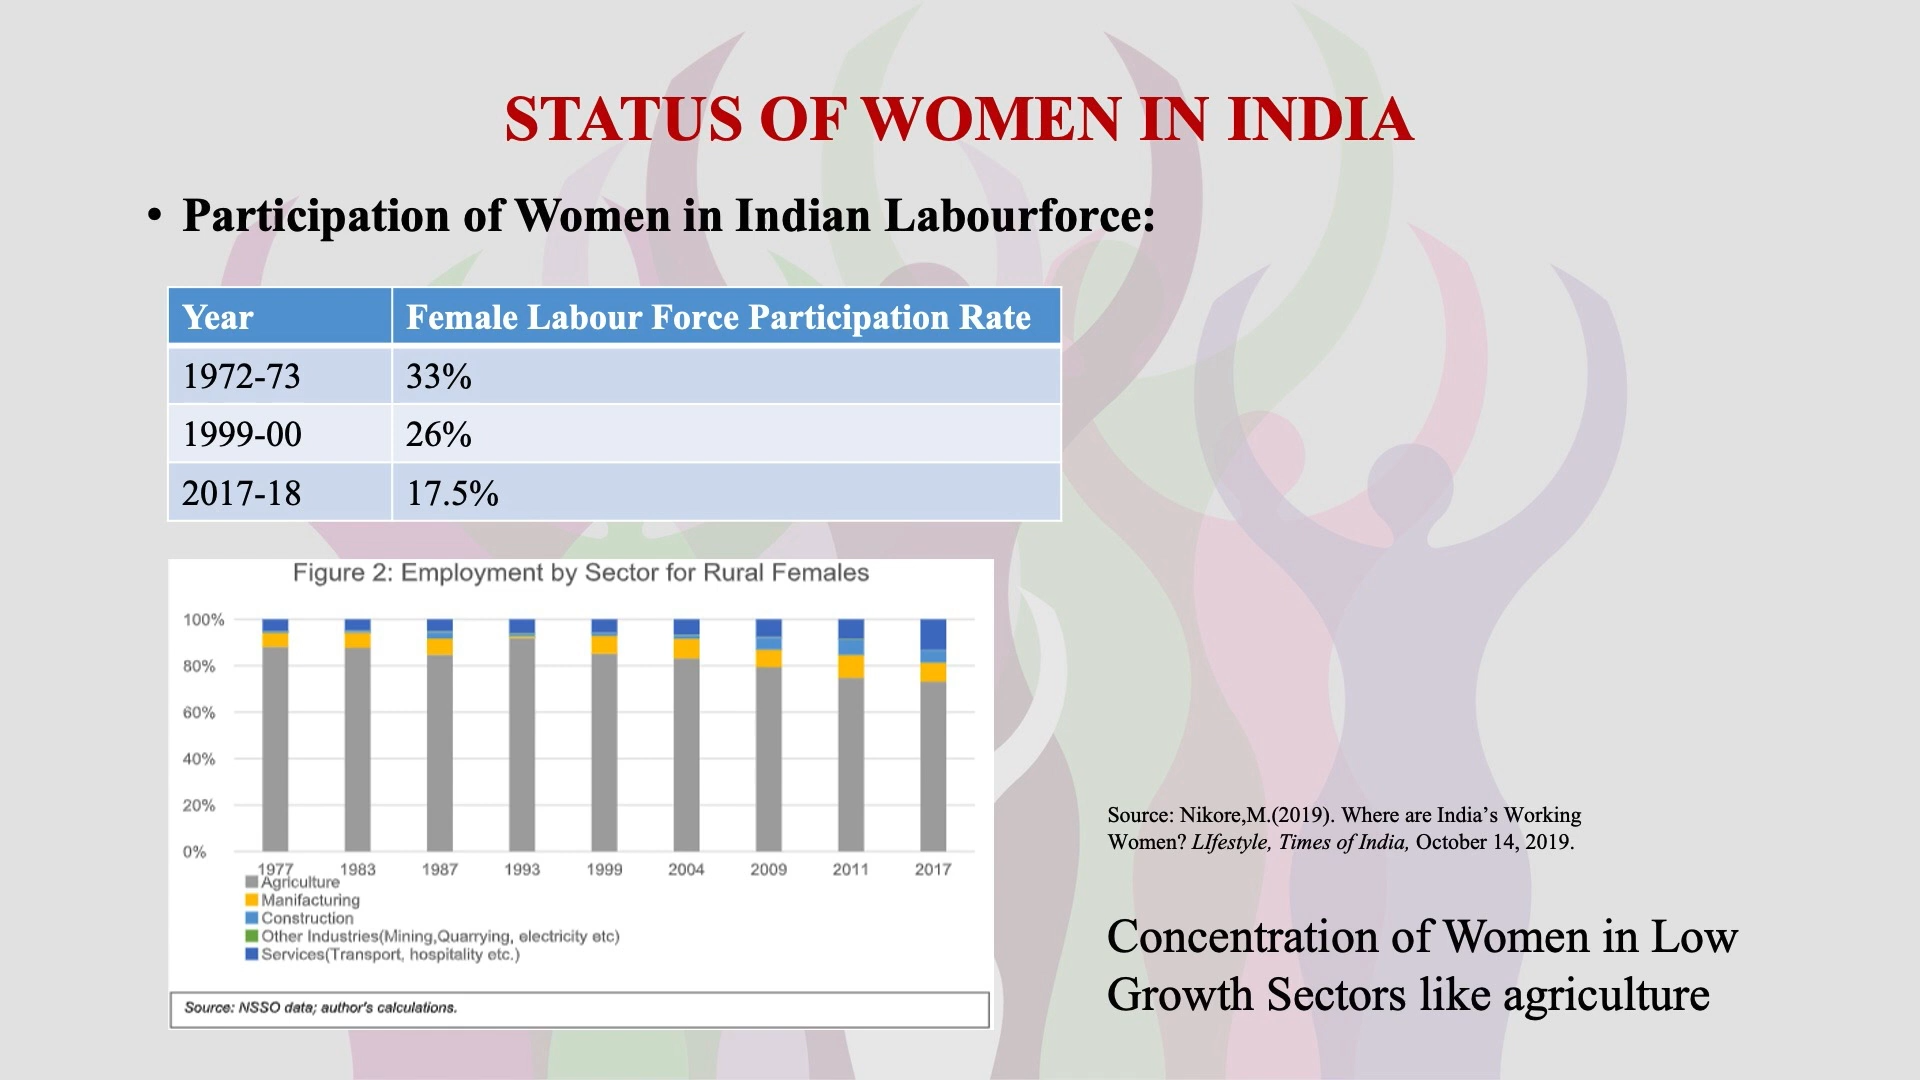 STATUS OF WOMEN IN INDIA
• Participation of Women in Indian Labourforce:
Year Female Labour Force Participation Rate
1972-73 33%
1999-00 26%
2017-18 17.5%
Figure 2: Employment by Sector for Rural Females
100%
80%
60%
40%
20%
0%
1977 1983 1987 1993 1999 2004 2009 2011 2017
Agriculture
Manifacturing
Construction
Other Industries(Mining,Quarrying, electricity etc)
Services(Transport, hospitality etc.)
Source: NSSO data; author's calculations.
Source: Nikore,M.(2019). Where are India’s Working
Women? LIfestyle, Times of India, October 14, 2019.
Concentration of Women in Low
Growth Sectors like agriculture